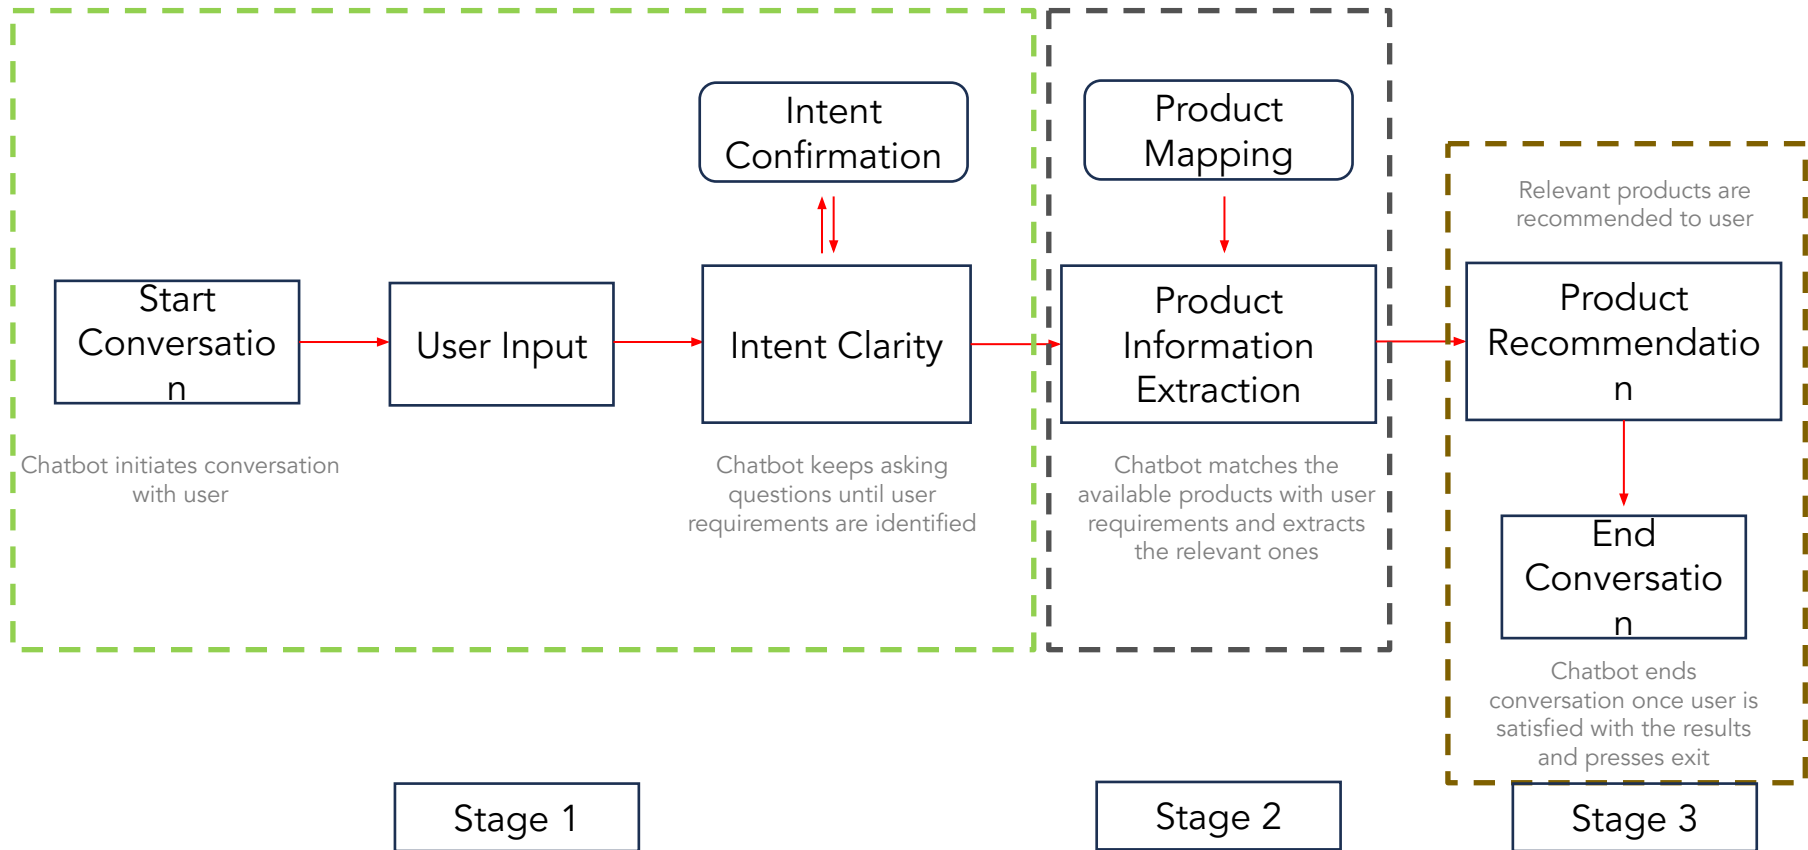 Intent
Confirmation
Product
Mapping
Relevant products are
recommended to user
Start
Conversatio
n
User Input
Intent Clarity
Product
Information
Extraction
Product
Recommendatio
n
Chatbot initiates conversation
with user
Chatbot keeps asking
questions until user
requirements are identified
Chatbot matches the
available products with user
requirements and extracts
the relevant ones
End
Conversatio
n
Chatbot ends
conversation once user is
satisfied with the results
and presses exit
Stage 1
Stage 2
Stage 3